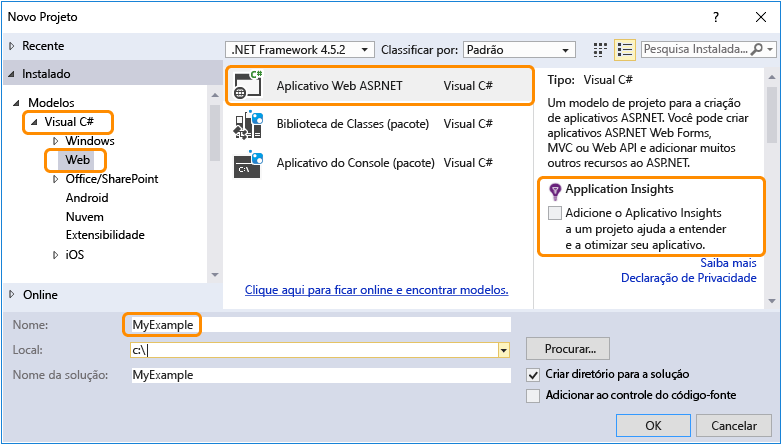 Novo Projeto
? X
Recente
.NET Framework 4.5.2 Classificar por: Padrão Pesquisa Instalada...
Instalado
Modelos
Visual C#
Windows
Web
Office/SharePoint
Android
Nuvem
Extensibilidade
iOS
Online
C#
Aplicativo Web ASP.NET Visual C#
C#
Biblioteca de Classes (pacote) Visual C#
C:\
Aplicativo do Console (pacote) Visual C#
Clique aqui para ficar online e encontrar modelos.
Tipo: Visual C#
Um modelo de projeto para a criação
de aplicativos ASP.NET. Você pode criar
aplicativos ASP.NET Web Forms,
MVC ou Web API e adicionar muitos
outros recursos ao ASP.NET.
Application Insights
Adicione o Aplicativo Insights
a um projeto ajuda a entender
e a otimizar seu aplicativo.
Saiba mais
Declaração de Privacidade
Nome: MyExample
Local: c:\
Procurar...
Nome da solução: MyExample
Criar diretório para a solução
Adicionar ao controle do código-fonte
OK Cancelar